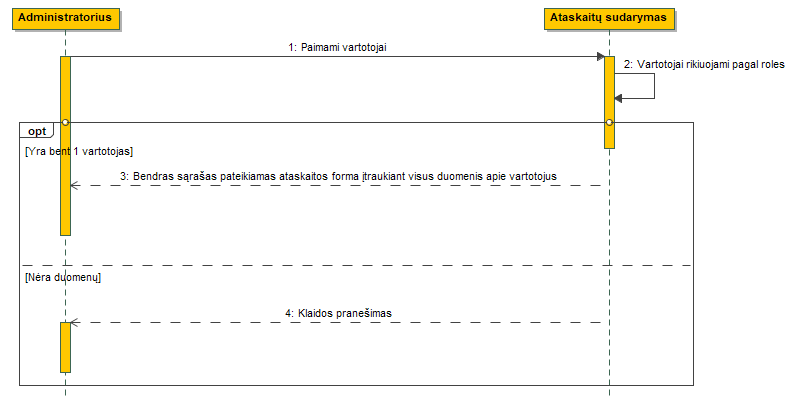 Administratorius
Ataskaitų sudarymas
1: Paimami vartotojai
2: Vartotojai rikiuojami pagal roles
opt
[Yra bent 1 vartotojas]
3: Bendras sąrašas pateikiamas ataskaitos forma įtraukiant visus duomenis apie vartotojus
[Nėra duomenų]
4: Klaidos pranešimas